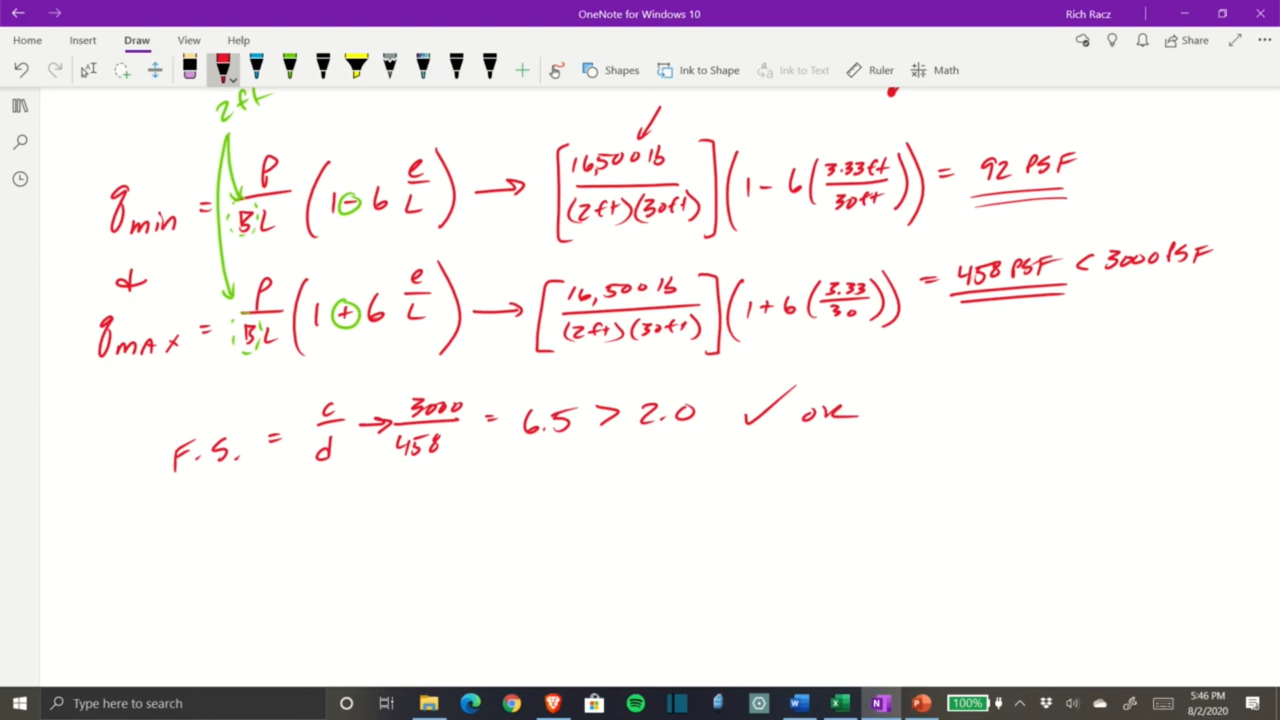 OneNote for Windows 10
Rich Racz
Home Insert Draw View Help
Share
Shapes Ink to Shape Ink to Text Ruler Math
2ft
q min = P/BL (1 - 6 e/L) → [16,500 lb/(2ft)(30ft)] (1 - 6 (3.33ft/30ft)) = 92 PSF
&
q MAX = P/BL (1 + 6 e/L) → [16,500 lb/(2ft)(30ft)] (1 + 6 (3.33/30)) = 458 PSF < 3000 PSF
F.S. = c/d → 3000/458 = 6.5 > 2.0 ✓ OK
Type here to search
100%
5:46 PM
8/2/2020